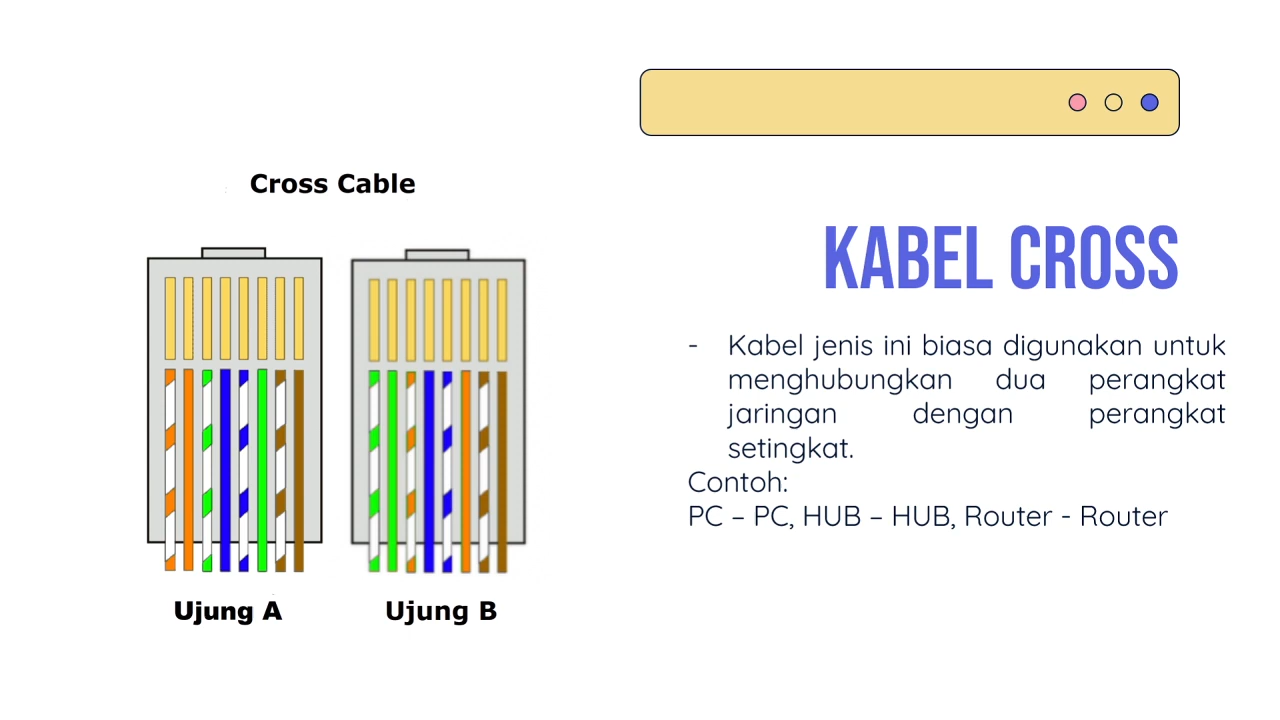 Cross Cable
Ujung A
Ujung B
KABEL CROSS
- Kabel jenis ini biasa digunakan untuk
menghubungkan dua perangkat
jaringan dengan perangkat
setingkat.
Contoh:
PC – PC, HUB – HUB, Router - Router